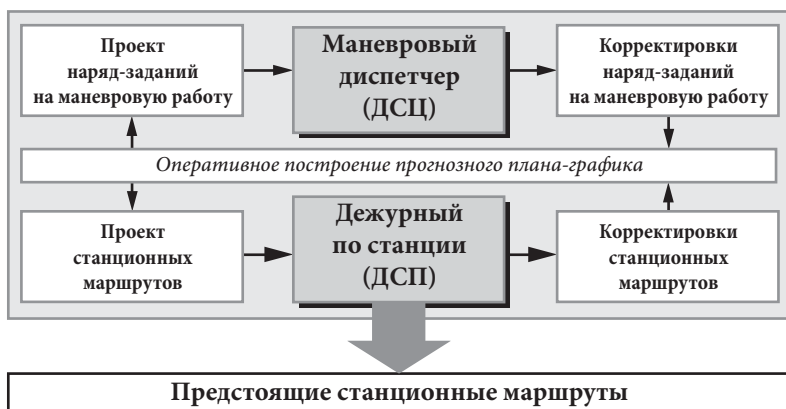 Проект
наряд-заданий
на маневровую работу
Маневровый
диспетчер
(ДСЦ)
Корректировки
наряд-заданий
на маневровую работу
Оперативное построение прогнозного плана-графика
Проект
станционных
маршрутов
Дежурный
по станции
(ДСП)
Корректировки
станционных
маршрутов
Предстоящие станционные маршруты